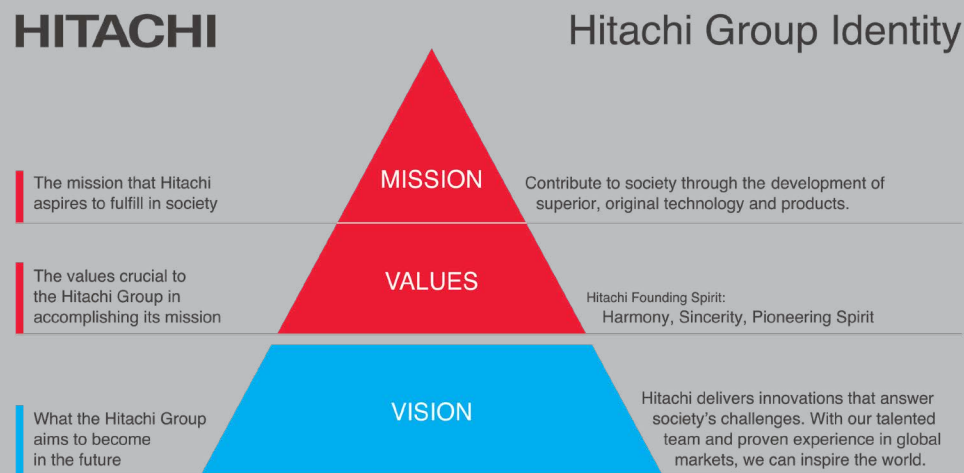 HITACHI
Hitachi Group Identity
The mission that Hitachi
aspires to fulfill in society
MISSION
Contribute to society through the development of
superior, original technology and products.
The values crucial to
the Hitachi Group in
accomplishing its mission
VALUES
Hitachi Founding Spirit:
Harmony, Sincerity, Pioneering Spirit
What the Hitachi Group
aims to become
in the future
VISION
Hitachi delivers innovations that answer
society's challenges. With our talented
team and proven experience in global
markets, we can inspire the world.